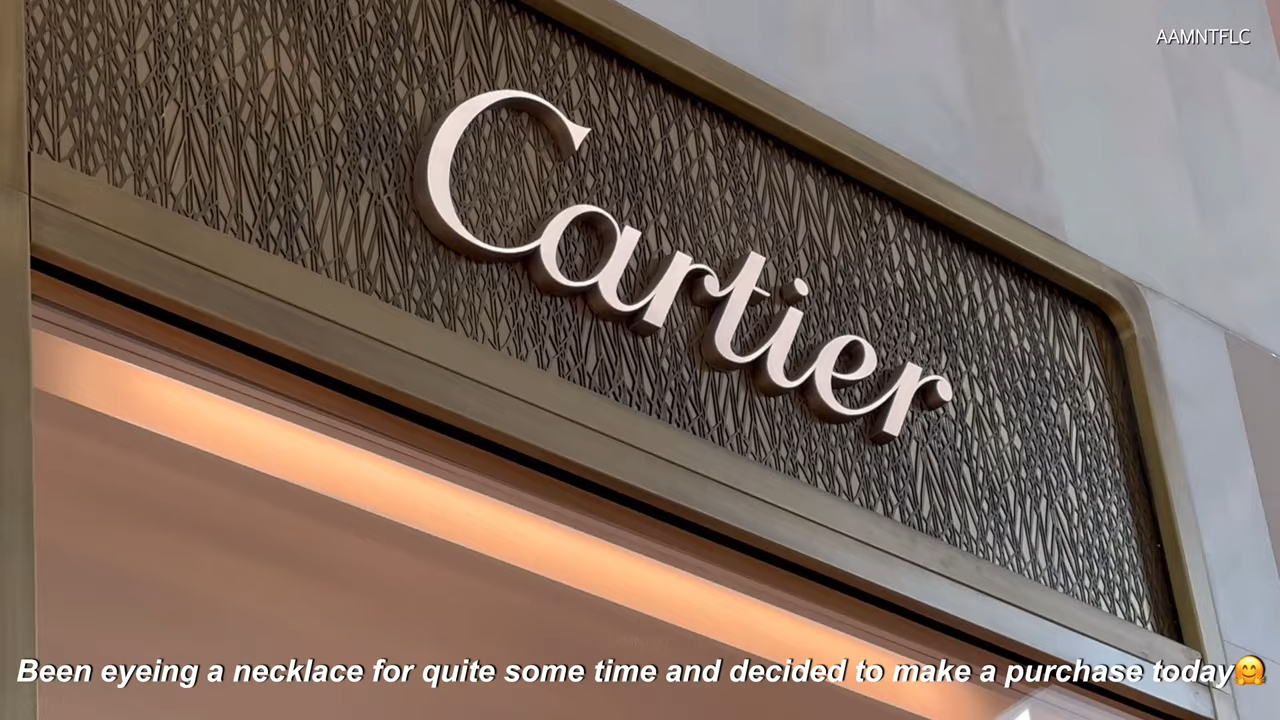 AAMNTFLC
Cartier
Been eyeing a necklace for quite some time and decided to make a purchase today🤗